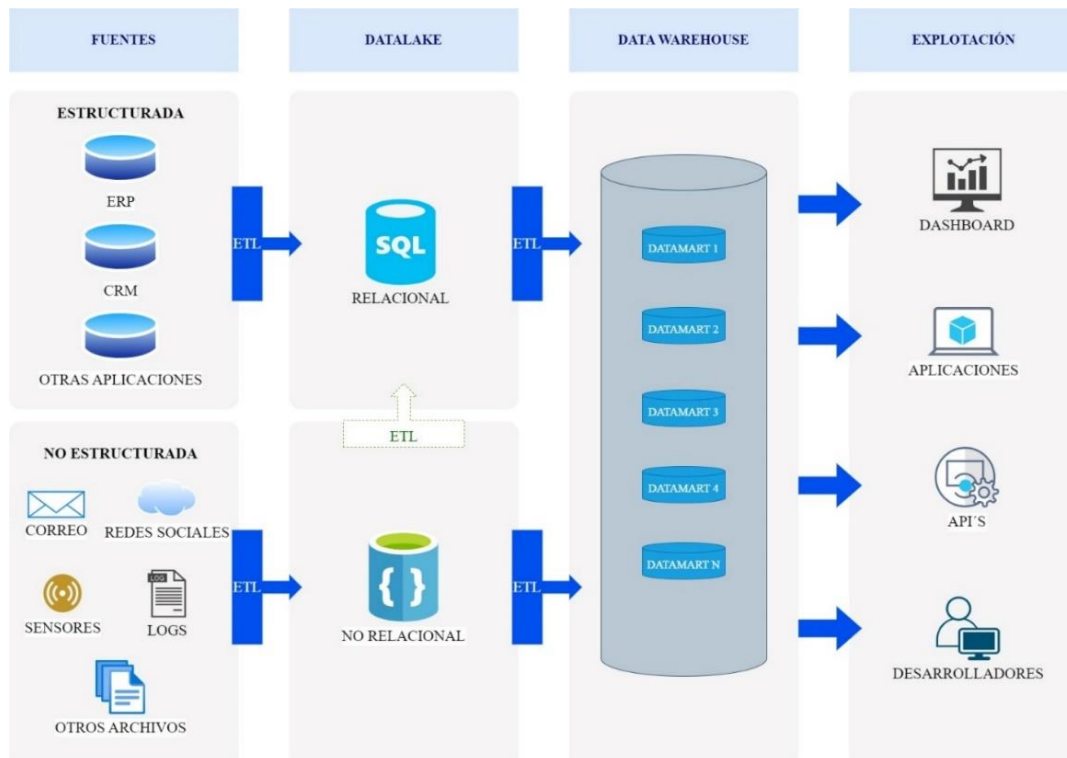 FUENTES
DATALAKE
DATA WAREHOUSE
EXPLOTACIÓN
ESTRUCTURADA
ERP
CRM
OTRAS APLICACIONES
ETL
SQL
RELACIONAL
ETL
ETL
NO ESTRUCTURADA
CORREO
REDES SOCIALES
SENSORES
LOG
LOGS
OTROS ARCHIVOS
ETL
{ }
NO RELACIONAL
ETL
DATAMART 1
DATAMART 2
DATAMART 3
DATAMART 4
DATAMART N
DASHBOARD
APLICACIONES
API´S
DESARROLLADORES